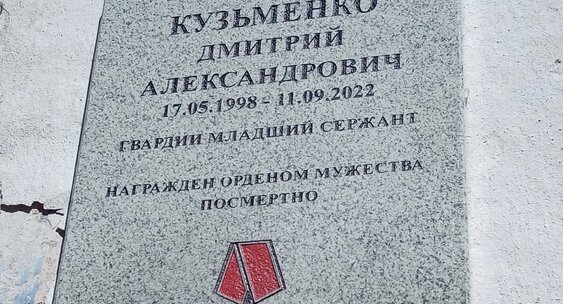 КУЗЬМЕНКО
ДМИТРИЙ
АЛЕКСАНДРОВИЧ
17.05.1998 - 11.09.2022
ГВАРДИИ МЛАДШИЙ СЕРЖАНТ
НАГРАЖДЕН ОРДЕНОМ МУЖЕСТВА
ПОСМЕРТНО